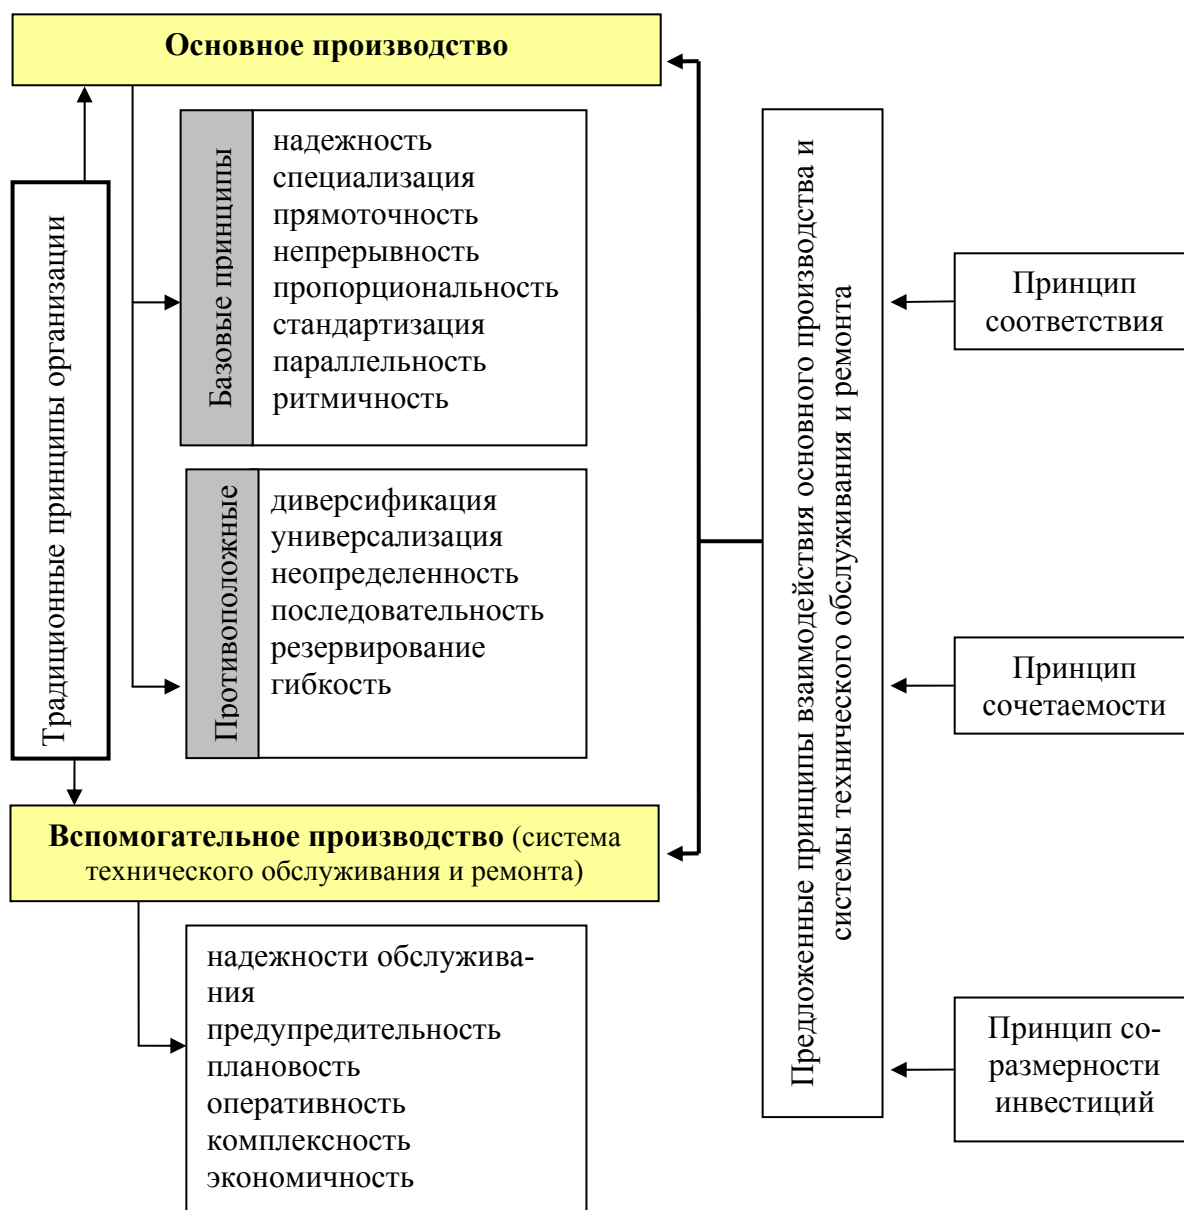 Основное производство
Традиционные принципы организации
Базовые принципы
надежность
специализация
прямоточность
непрерывность
пропорциональность
стандартизация
параллельность
ритмичность
Противоположные
диверсификация
универсализация
неопределенность
последовательность
резервирование
гибкость
Вспомогательное производство (система
технического обслуживания и ремонта)
надежности обслужива-
ния
предупредительность
плановость
оперативность
комплексность
экономичность
Предложенные принципы взаимодействия основного производства и
системы технического обслуживания и ремонта
Принцип
соответствия
Принцип
сочетаемости
Принцип со-
размерности
инвестиций